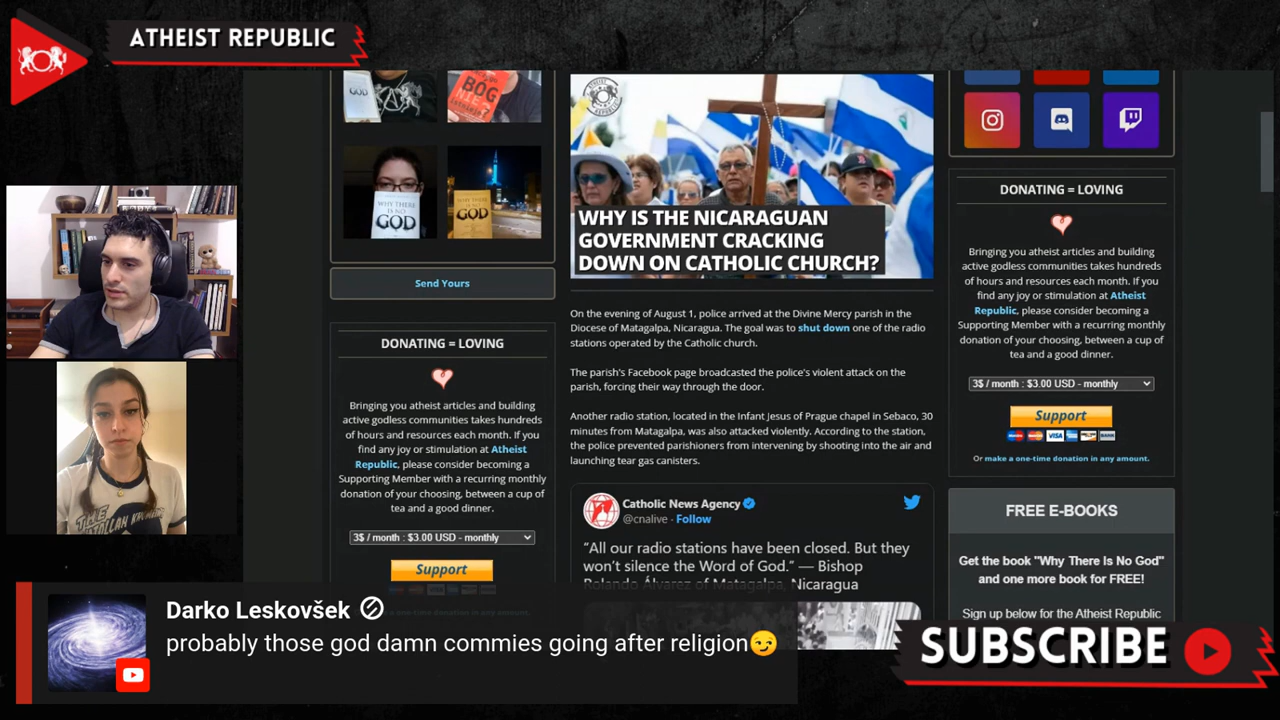 ATHEIST REPUBLIC
GOD
BOG
WHY THERE
IS NO
GOD
GOD
Send Yours
DONATING = LOVING
Bringing you atheist articles and building
active godless communities takes hundreds
of hours and resources each month. If you
find any joy or stimulation at Atheist
Republic, please consider becoming a
Supporting Member with a recurring monthly
donation of your choosing, between a cup of
tea and a good dinner.
3$ / month : $3.00 USD - monthly
Support
WHY IS THE NICARAGUAN
GOVERNMENT CRACKING
DOWN ON CATHOLIC CHURCH?
On the evening of August 1, police arrived at the Divine Mercy parish in the
Diocese of Matagalpa, Nicaragua. The goal was to shut down one of the radio
stations operated by the Catholic church.
The parish's Facebook page broadcasted the police's violent attack on the
parish, forcing their way through the door.
Another radio station, located in the Infant Jesus of Prague chapel in Sebaco, 30
minutes from Matagalpa, was also attacked violently. According to the station,
the police prevented parishioners from intervening by shooting into the air and
launching tear gas canisters.
Catholic News Agency
@cnalive · Follow
“All our radio stations have been closed. But they
won’t silence the Word of God.” — Bishop
Rolando Álvarez of Matagalpa, Nicaragua
DONATING = LOVING
Bringing you atheist articles and building
active godless communities takes hundreds
of hours and resources each month. If you
find any joy or stimulation at Atheist
Republic, please consider becoming a
Supporting Member with a recurring monthly
donation of your choosing, between a cup of
tea and a good dinner.
3$ / month : $3.00 USD - monthly
Support
VISA
BANK
Or make a one-time donation in any amount.
FREE E-BOOKS
Get the book "Why There Is No God"
and one more book for FREE!
Sign up below for the Atheist Republic
THE
Darko Leskovšek
probably those god damn commies going after religion😏
SUBSCRIBE